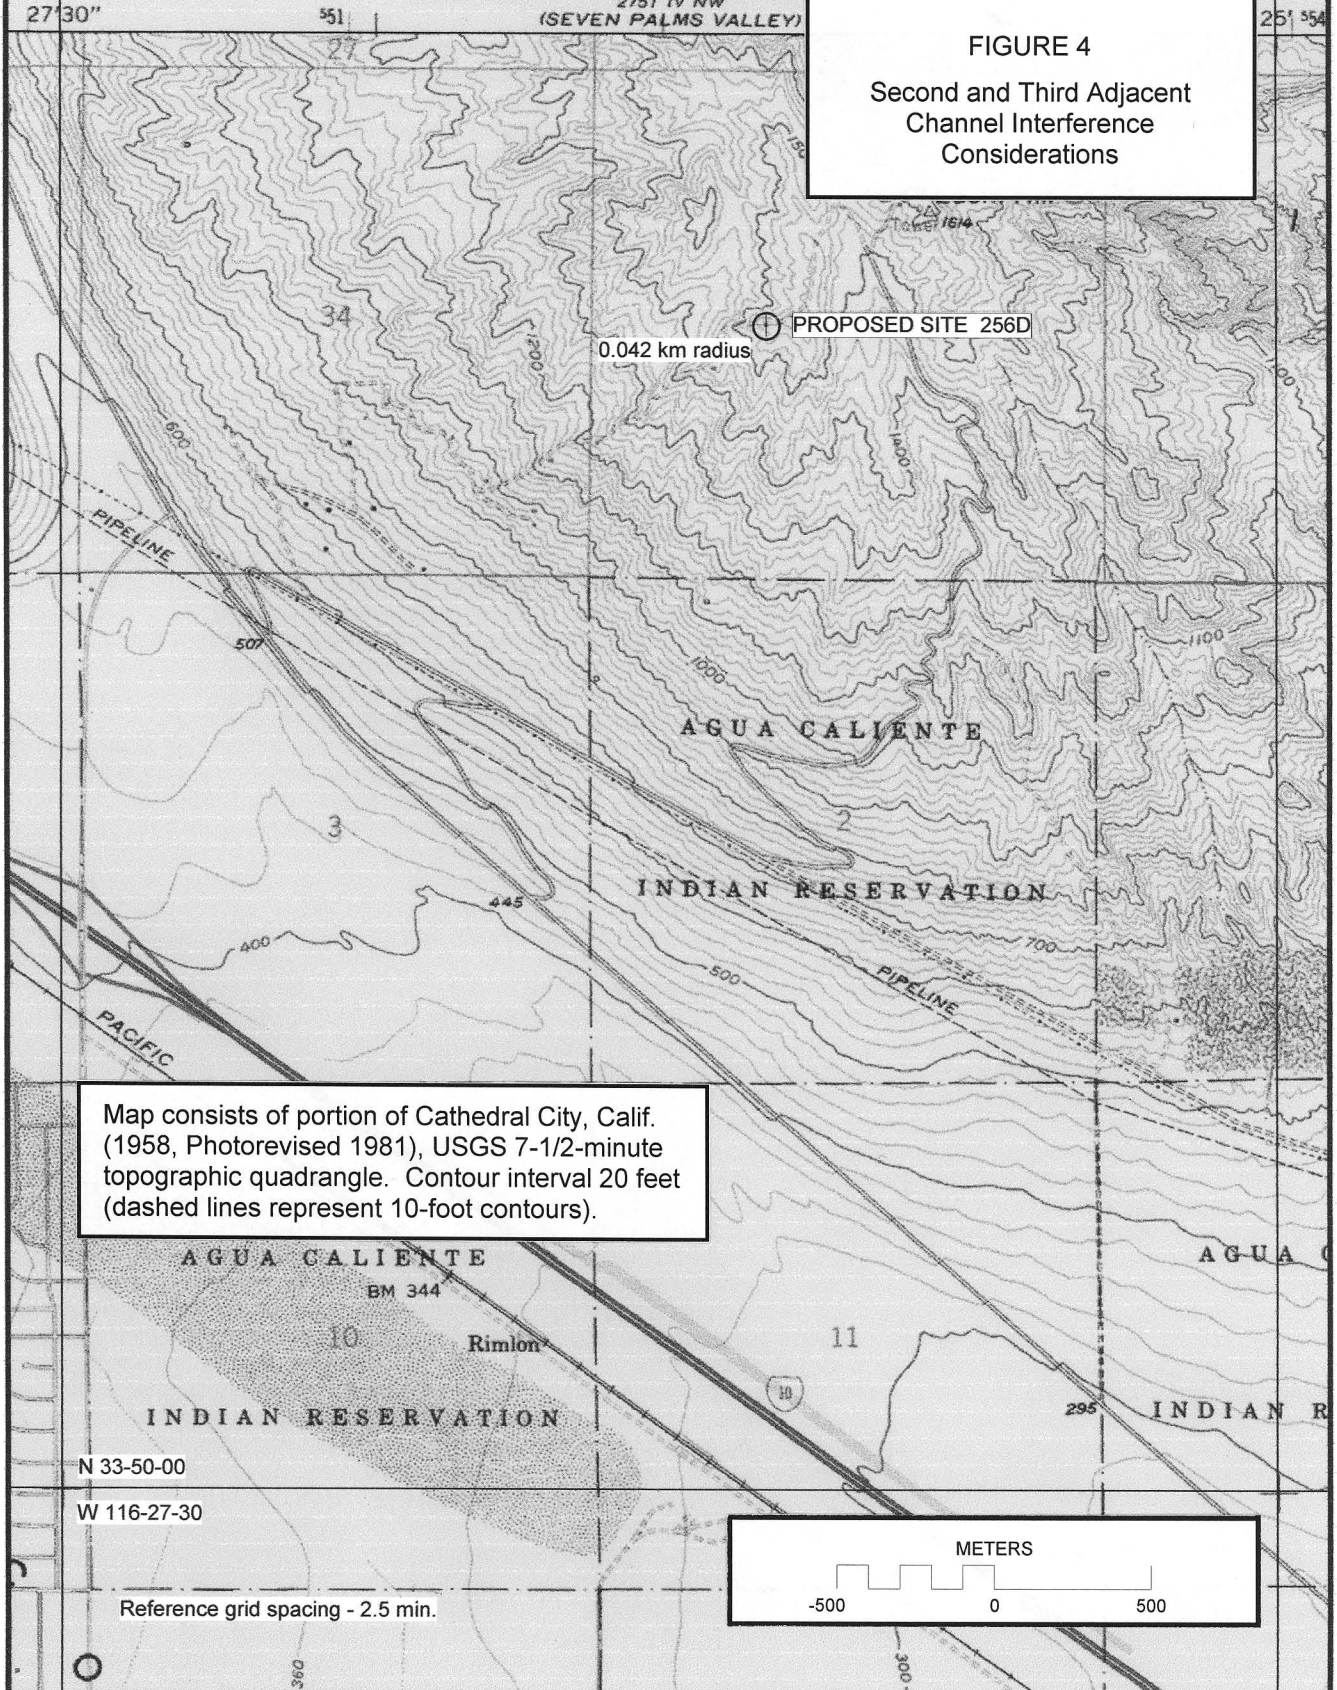 27'30"
551
2751 IV NW
(SEVEN PALMS VALLEY)
25'
554
FIGURE 4
Second and Third Adjacent
Channel Interference
Considerations
27
Tower 1614
34
PROPOSED SITE 256D
0.042 km radius
1200
1400
600
PIPELINE
507
1000
1100
AGUA CALIENTE
3
2
INDIAN RESERVATION
445
400
700
500
PIPELINE
PACIFIC
Map consists of portion of Cathedral City, Calif.
(1958, Photorevised 1981), USGS 7-1/2-minute
topographic quadrangle. Contour interval 20 feet
(dashed lines represent 10-foot contours).
AGUA CALIENTE
AGUA
BM 344
10
Rimlon
11
10
INDIAN RESERVATION
295
INDIAN R
N 33-50-00
W 116-27-30
METERS
-500 0 500
Reference grid spacing - 2.5 min.
360
300